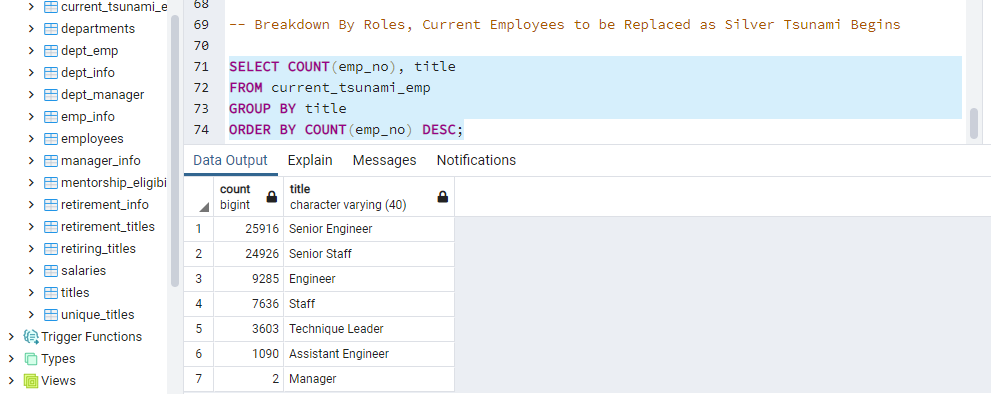 current_tsunami_e
departments
dept_emp
dept_info
dept_manager
emp_info
employees
manager_info
mentorship_eligibi
retirement_info
retirement_titles
retiring_titles
salaries
titles
unique_titles
Trigger Functions
Types
Views
68
69 -- Breakdown By Roles, Current Employees to be Replaced as Silver Tsunami Begins
70
71 SELECT COUNT(emp_no), title
72 FROM current_tsunami_emp
73 GROUP BY title
74 ORDER BY COUNT(emp_no) DESC;
Data Output Explain Messages Notifications
count title
bigint character varying (40)
1 25916 Senior Engineer
2 24926 Senior Staff
3 9285 Engineer
4 7636 Staff
5 3603 Technique Leader
6 1090 Assistant Engineer
7 2 Manager